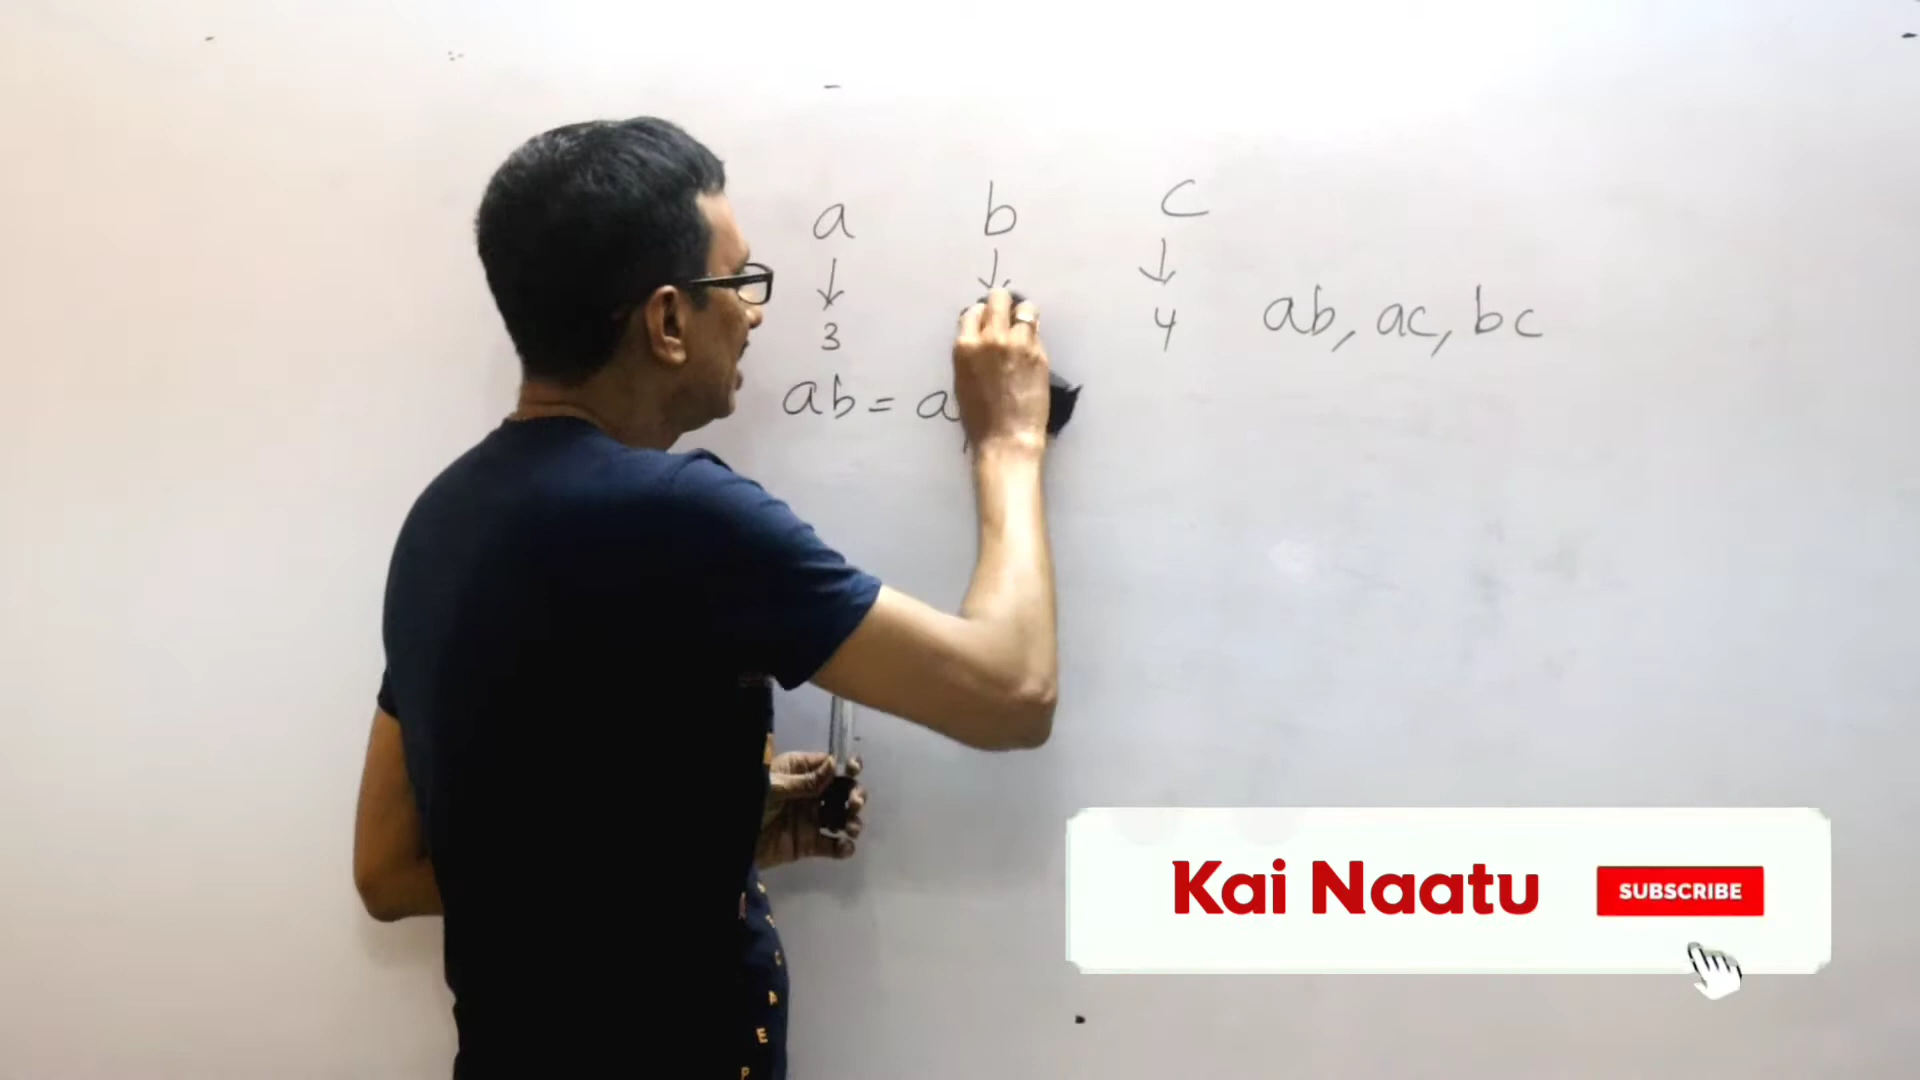 a b c
3 4
ab, ac, bc
ab = a
Kai Naatu
SUBSCRIBE